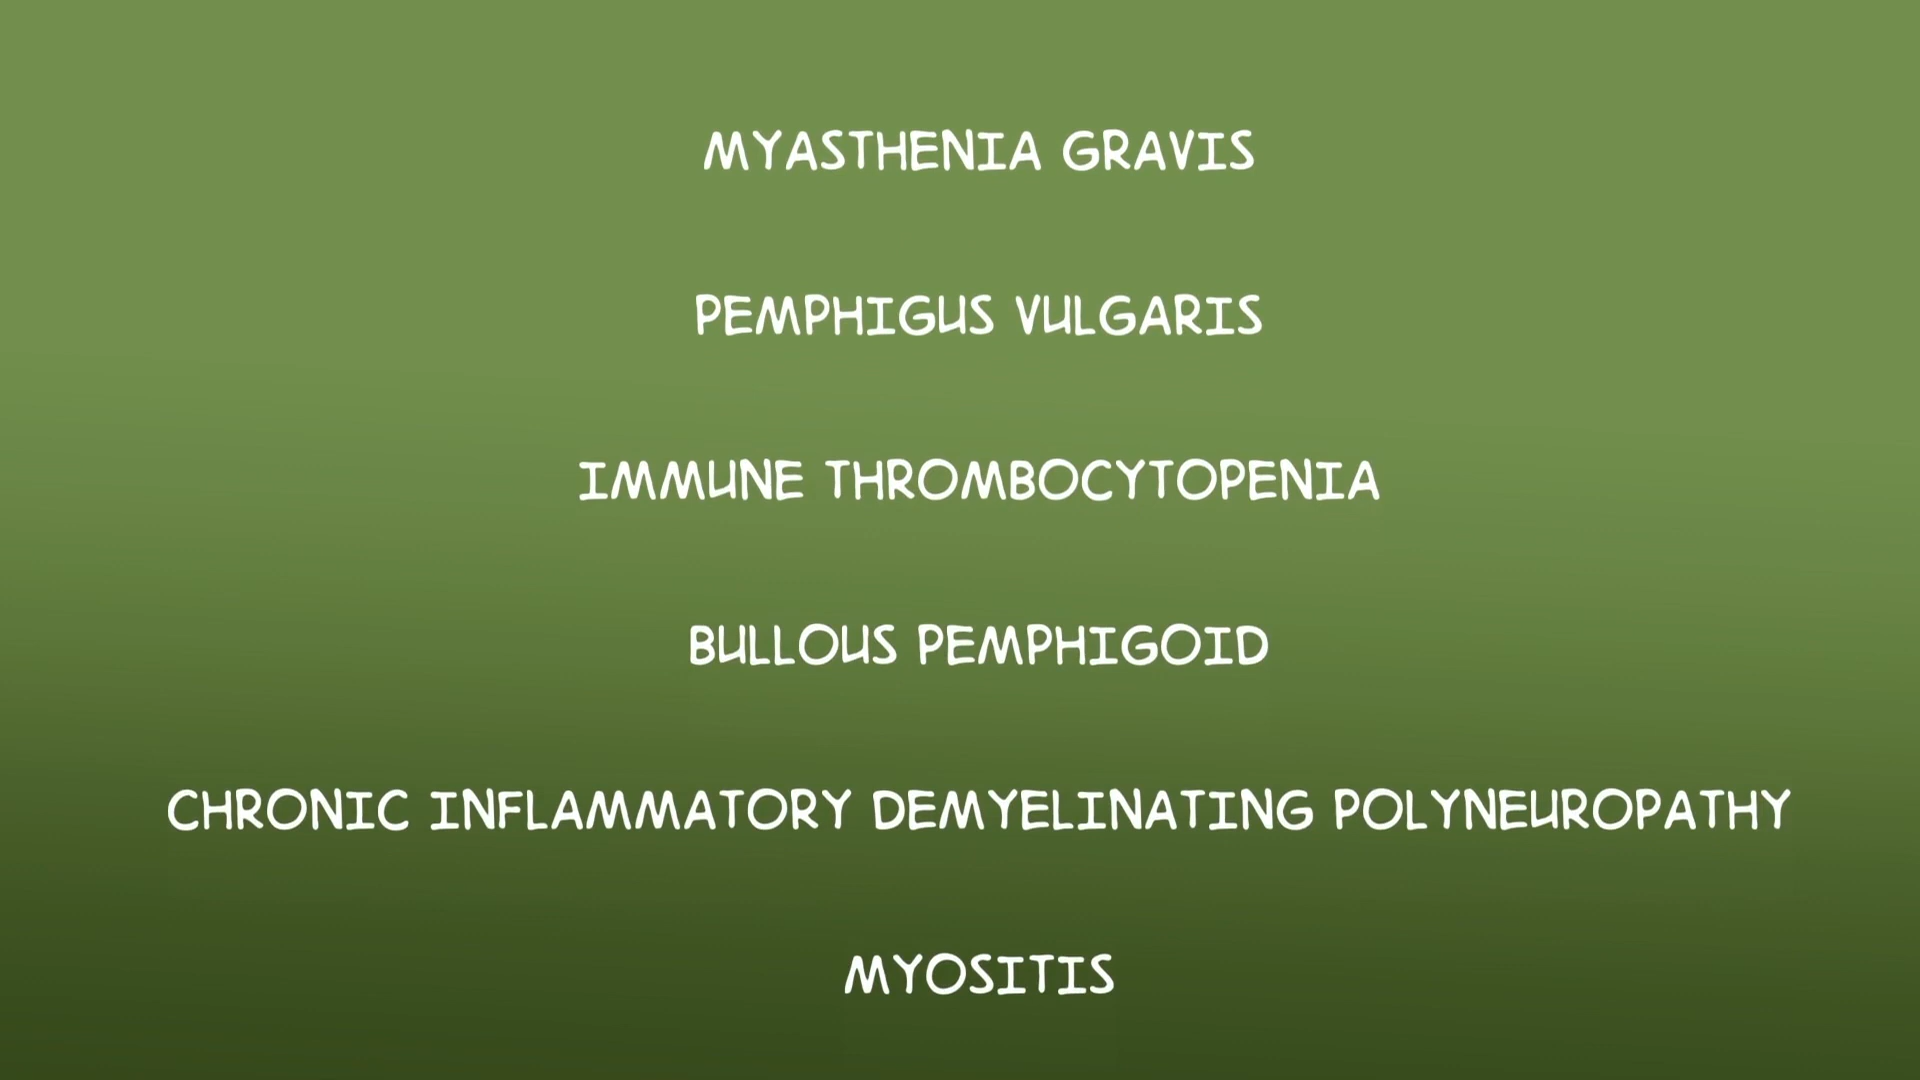 MYASTHENIA GRAVIS
PEMPHIGUS VULGARIS
IMMUNE THROMBOCYTOPENIA
BULLOUS PEMPHIGOID
CHRONIC INFLAMMATORY DEMYELINATING POLYNEUROPATHY
MYOSITIS